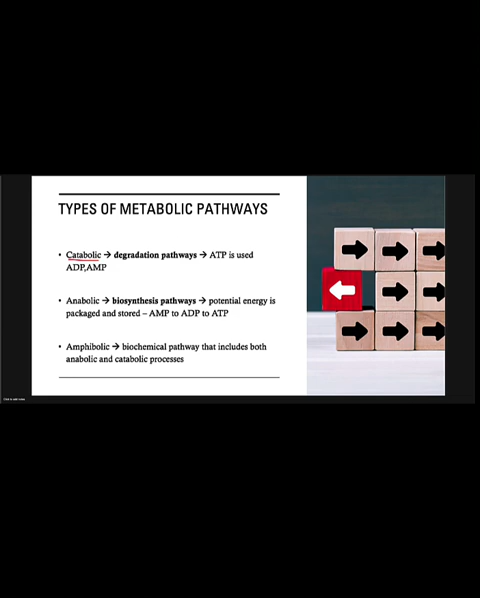 TYPES OF METABOLIC PATHWAYS
• Catabolic → degradation pathways → ATP is used
ADP,AMP
• Anabolic → biosynthesis pathways → potential energy is
packaged and stored – AMP to ADP to ATP
• Amphibolic → biochemical pathway that includes both
anabolic and catabolic processes
Click to add notes